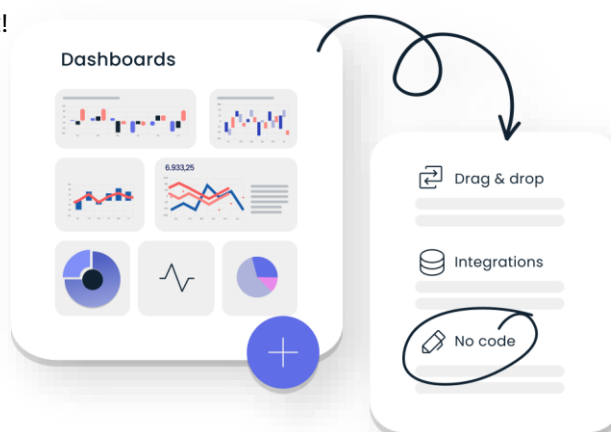 !
Dashboards
6.933,25
Drag & drop
Integrations
No code